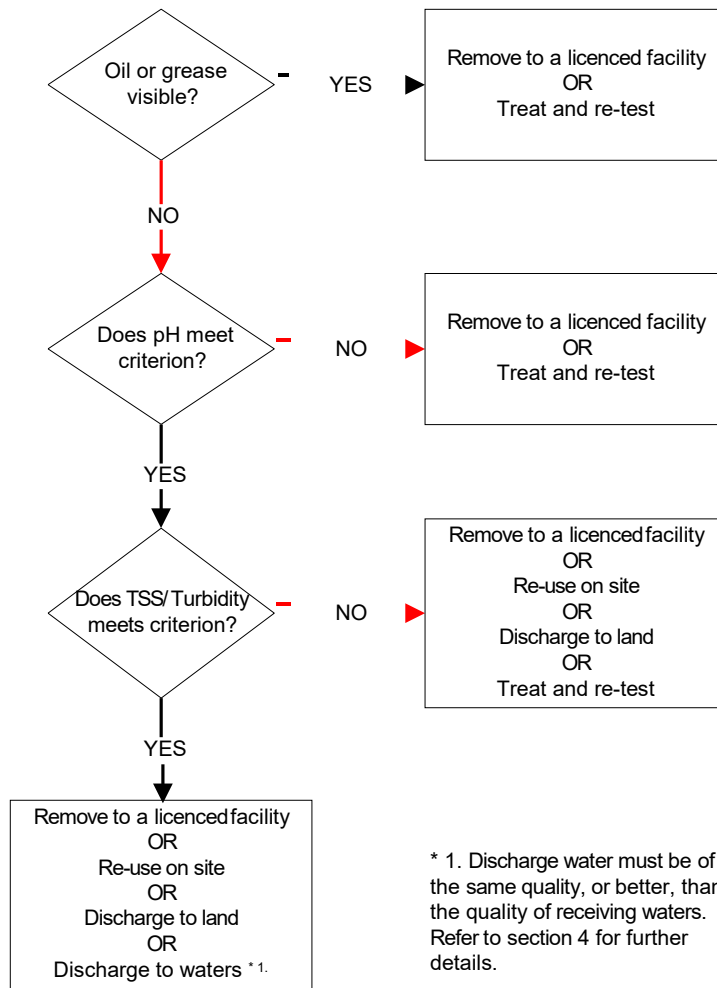 Oil or grease
visible?
YES
Remove to a licenced facility
OR
Treat and re-test
NO
Does pH meet
criterion?
NO
Remove to a licenced facility
OR
Treat and re-test
YES
Does TSS/ Turbidity
meets criterion?
NO
Remove to a licenced facility
OR
Re-use on site
OR
Discharge to land
OR
Treat and re-test
YES
Remove to a licenced facility
OR
Re-use on site
OR
Discharge to land
OR
Discharge to waters * 1.
* 1. Discharge water must be of
the same quality, or better, than
the quality of receiving waters.
Refer to section 4 for further
details.